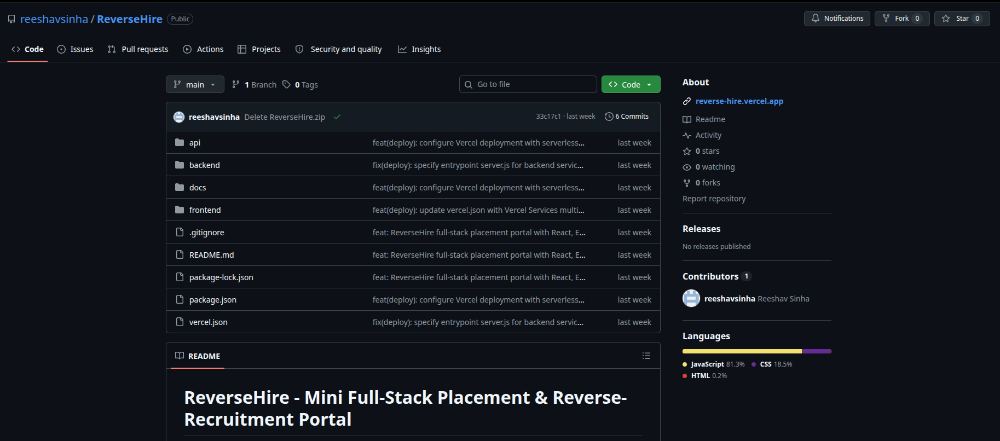 reeshavsinha / ReverseHire Public
Notifications Fork 0 Star 0
Code Issues Pull requests Actions Projects Security and quality Insights
main 1 Branch 0 Tags Go to file Code
reeshavsinha Delete ReverseHire.zip 33c17c1 · last week 6 Commits
api feat(deploy): configure Vercel deployment with serverless... last week
backend fix(deploy): specify entrypoint server.js for backend servic... last week
docs feat(deploy): configure Vercel deployment with serverless... last week
frontend feat(deploy): update vercel.json with Vercel Services multi... last week
.gitignore feat: ReverseHire full-stack placement portal with React, E... last week
README.md feat: ReverseHire full-stack placement portal with React, E... last week
package-lock.json feat: ReverseHire full-stack placement portal with React, E... last week
package.json feat(deploy): configure Vercel deployment with serverless... last week
vercel.json fix(deploy): specify entrypoint server.js for backend servic... last week
README
ReverseHire - Mini Full-Stack Placement & Reverse-
Recruitment Portal
About
reverse-hire.vercel.app
Readme
Activity
0 stars
0 watching
0 forks
Report repository
Releases
No releases published
Contributors 1
reeshavsinha Reeshav Sinha
Languages
JavaScript 81.3% CSS 18.5%
HTML 0.2%